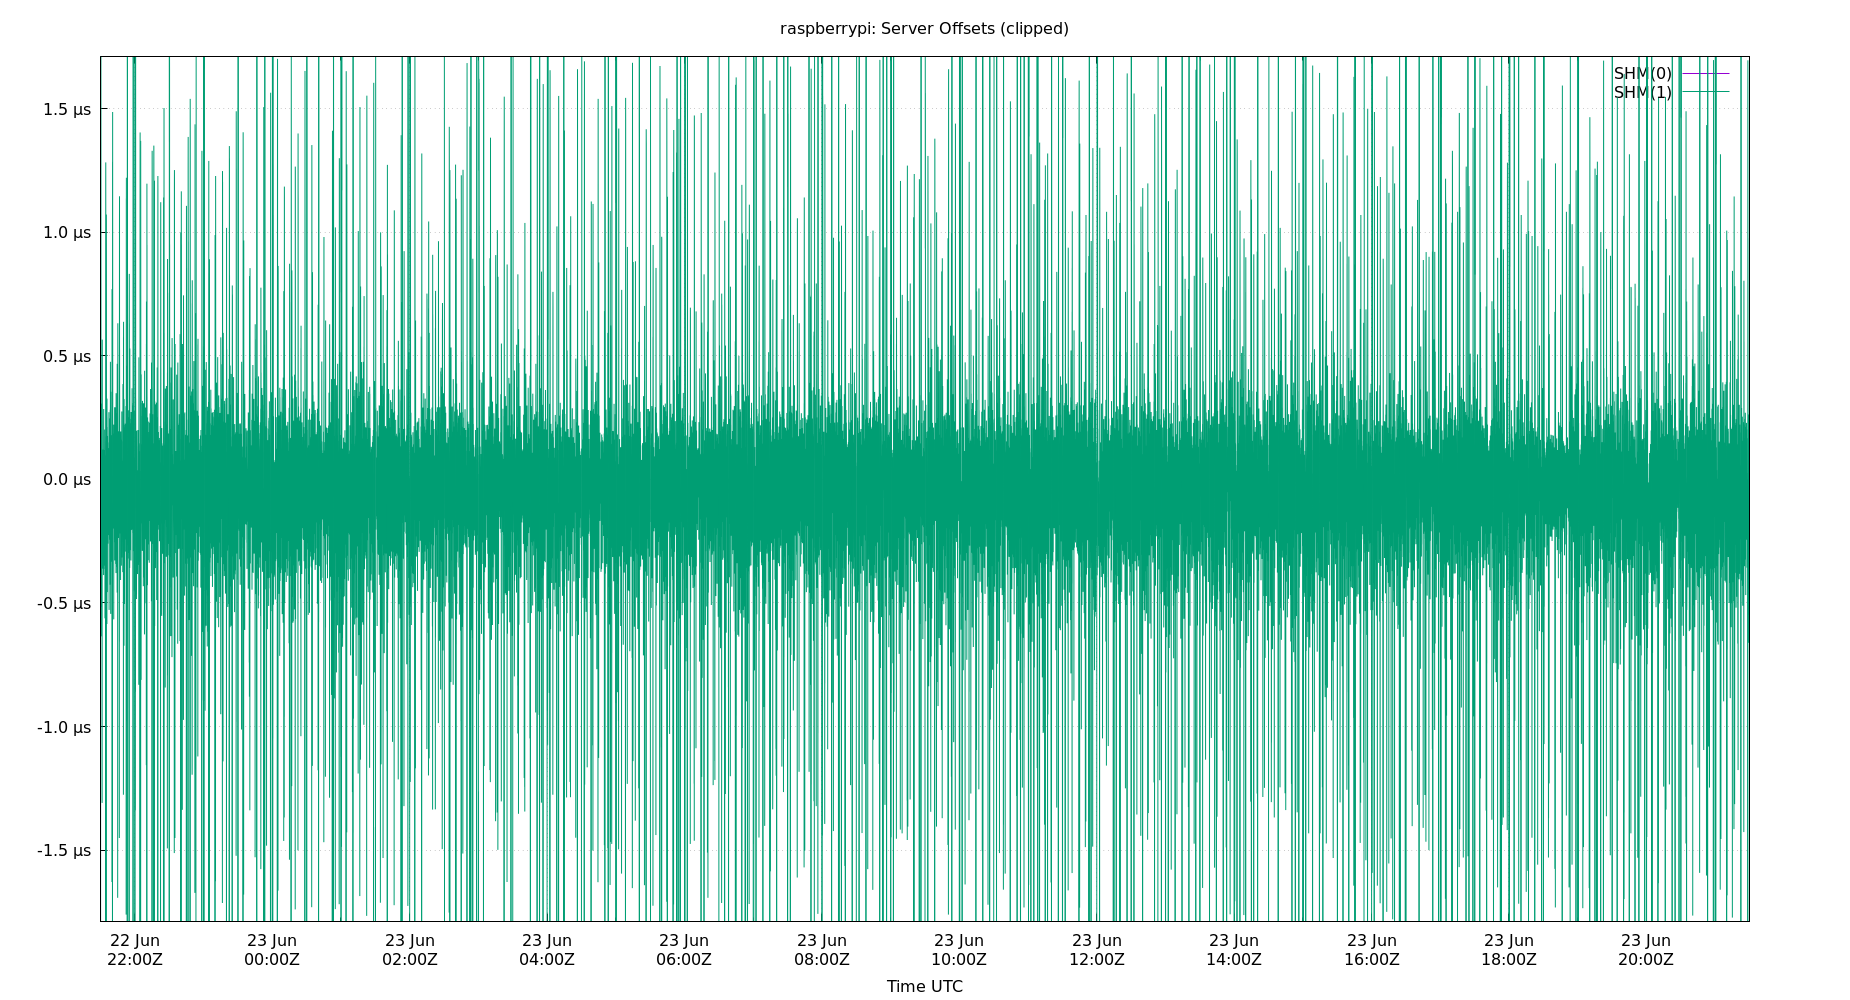 raspberrypi: Server Offsets (clipped)
SHM(0)
SHM(1)
1.5 µs
1.0 µs
0.5 µs
0.0 µs
-0.5 µs
-1.0 µs
-1.5 µs
22 Jun 23 Jun 23 Jun 23 Jun 23 Jun 23 Jun 23 Jun 23 Jun 23 Jun 23 Jun 23 Jun 23 Jun
22:00Z 00:00Z 02:00Z 04:00Z 06:00Z 08:00Z 10:00Z 12:00Z 14:00Z 16:00Z 18:00Z 20:00Z
Time UTC